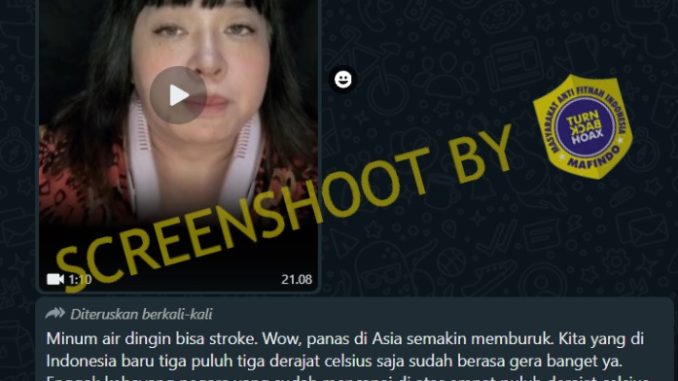 SCREENSHOOT BY
MASYARAKAT ANTI FITNAH INDONESIA
TURN
BACK
HOAX
MAFINDO
1:10
21.08
Diteruskan berkali-kali
Minum air dingin bisa stroke. Wow, panas di Asia semakin memburuk. Kita yang di
Indonesia baru tiga puluh tiga derajat celsius saja sudah berasa gera banget ya.